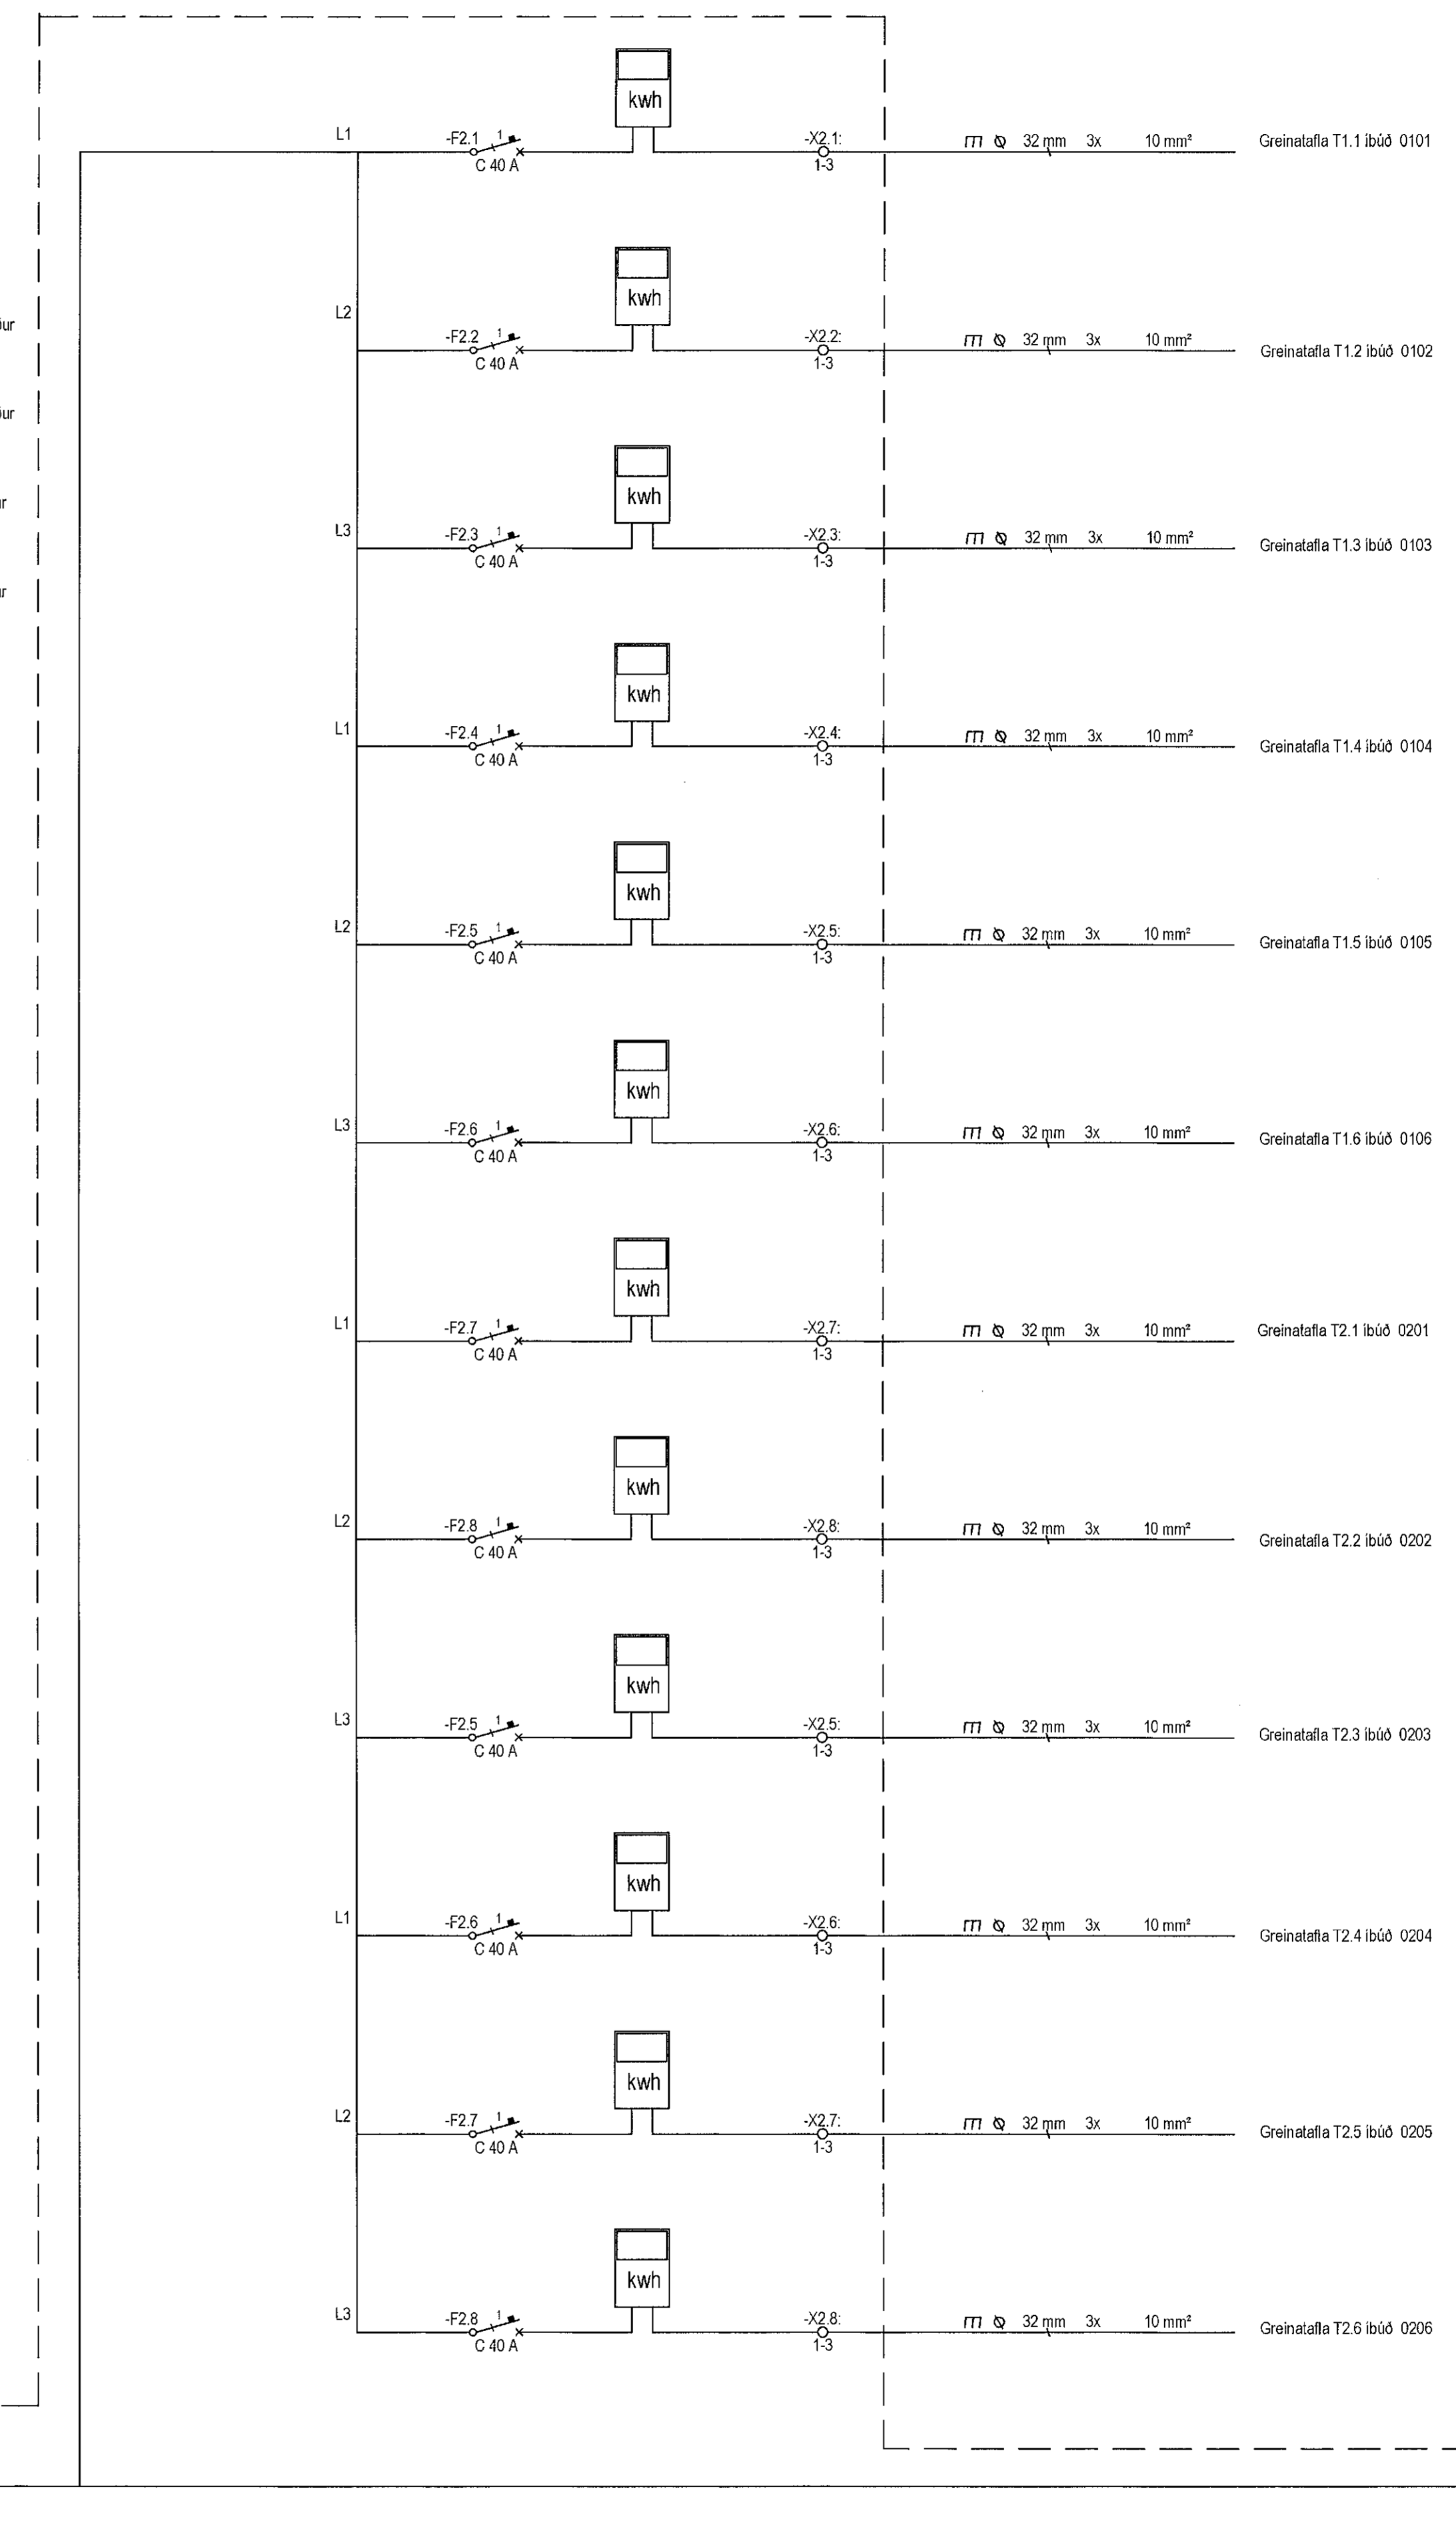 kwh
L1 -F2.1 1 -X2.1: 32 mm 3x 10 mm² Greinatafla T1.1 íbúð 0101
C 40 A 1-3
kwh
L2 -F2.2 1 -X2.2: 32 mm 3x 10 mm² Greinatafla T1.2 íbúð 0102
C 40 A 1-3
kwh
L3 -F2.3 1 -X2.3: 32 mm 3x 10 mm² Greinatafla T1.3 íbúð 0103
C 40 A 1-3
kwh
L1 -F2.4 1 -X2.4: 32 mm 3x 10 mm² Greinatafla T1.4 íbúð 0104
C 40 A 1-3
kwh
L2 -F2.5 1 -X2.5: 32 mm 3x 10 mm² Greinatafla T1.5 íbúð 0105
C 40 A 1-3
kwh
L3 -F2.6 1 -X2.6: 32 mm 3x 10 mm² Greinatafla T1.6 íbúð 0106
C 40 A 1-3
kwh
L1 -F2.7 1 -X2.7: 32 mm 3x 10 mm² Greinatafla T2.1 íbúð 0201
C 40 A 1-3
kwh
L2 -F2.8 1 -X2.8: 32 mm 3x 10 mm² Greinatafla T2.2 íbúð 0202
C 40 A 1-3
kwh
L3 -F2.5 1 -X2.5: 32 mm 3x 10 mm² Greinatafla T2.3 íbúð 0203
C 40 A 1-3
kwh
L1 -F2.6 1 -X2.6: 32 mm 3x 10 mm² Greinatafla T2.4 íbúð 0204
C 40 A 1-3
kwh
L2 -F2.7 1 -X2.7: 32 mm 3x 10 mm² Greinatafla T2.5 íbúð 0205
C 40 A 1-3
kwh
L3 -F2.8 1 -X2.8: 32 mm 3x 10 mm² Greinatafla T2.6 íbúð 0206
C 40 A 1-3